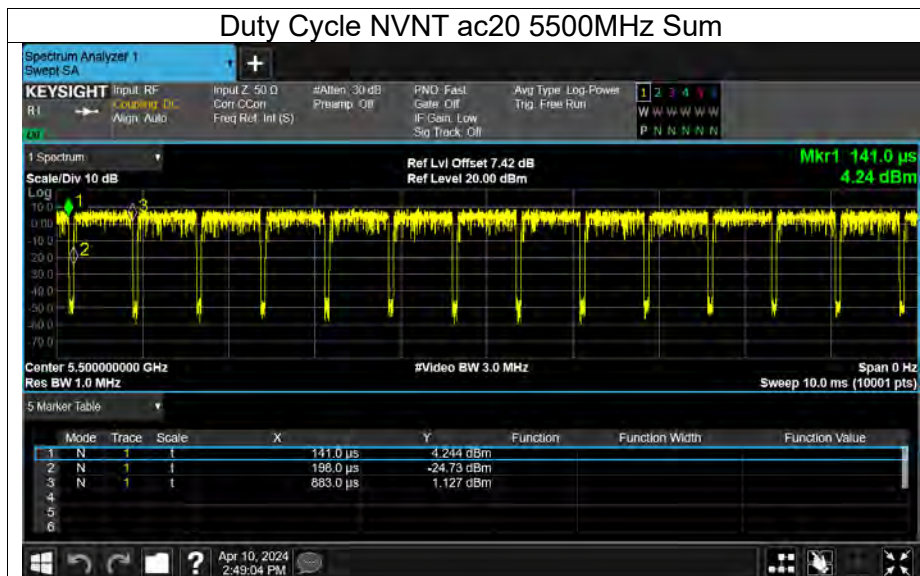 Duty Cycle NVNT ac20 5500MHz Sum
Spectrum Analyzer 1
Swept SA
+
KEYSIGHT Input: RF Input Z: 50 Ω #Atten: 30 dB PNO: Fast Avg Type: Log-Power 1 2 3 4 5 6
Coupling: DC Corr CCorr Preamp: Off Gate: Off Trig: Free Run W W W W W W
Align: Auto Freq Ref: Int (S) IF Gain: Low P N N N N N
Sig Track: Off
1 Spectrum
Ref Lvl Offset 7.42 dB
Mkr1 141.0 µs
Scale/Div 10 dB
Ref Level 20.00 dBm
4.24 dBm
Log
10.0
0.00
-10.0
-20.0
-30.0
-40.0
-50.0
-60.0
-70.0
1
3
2
Center 5.500000000 GHz #Video BW 3.0 MHz Span 0 Hz
Res BW 1.0 MHz Sweep 10.0 ms (10001 pts)
5 Marker Table
Mode Trace Scale X Y Function Function Width Function Value
1 N 1 t 141.0 µs 4.244 dBm
2 N 1 t 198.0 µs -24.73 dBm
3 N 1 t 883.0 µs 1.127 dBm
4
5
6
? Apr 10, 2024
2:49:04 PM